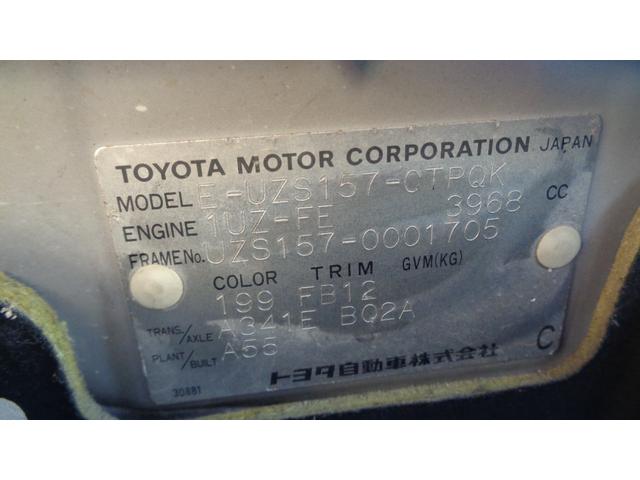 TOYOTA MOTOR CORPORATION JAPAN
MODEL E-UZS157-CTPQK
ENGINE 1UZ-FE 3968 CC
FRAME No. UZS157-0001705
COLOR TRIM GVM(KG)
199 FB12
TRANS./AXLE A341E B02A
PLANT/BUILT A55
トヨタ自動車株式会社 C
30881